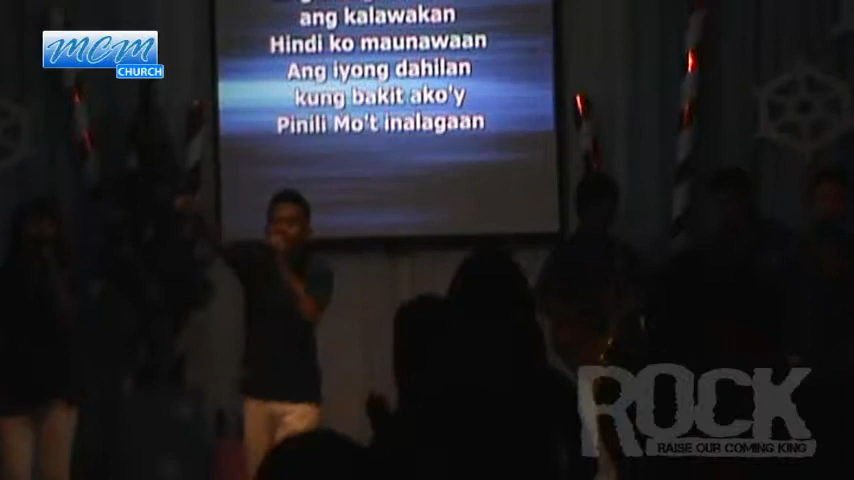 MCM
CHURCH
ang kalawakan
Hindi ko maunawaan
Ang iyong dahilan
kung bakit ako'y
Pinili Mo't inalagaan
ROCK
RAISE OUR COMING KING